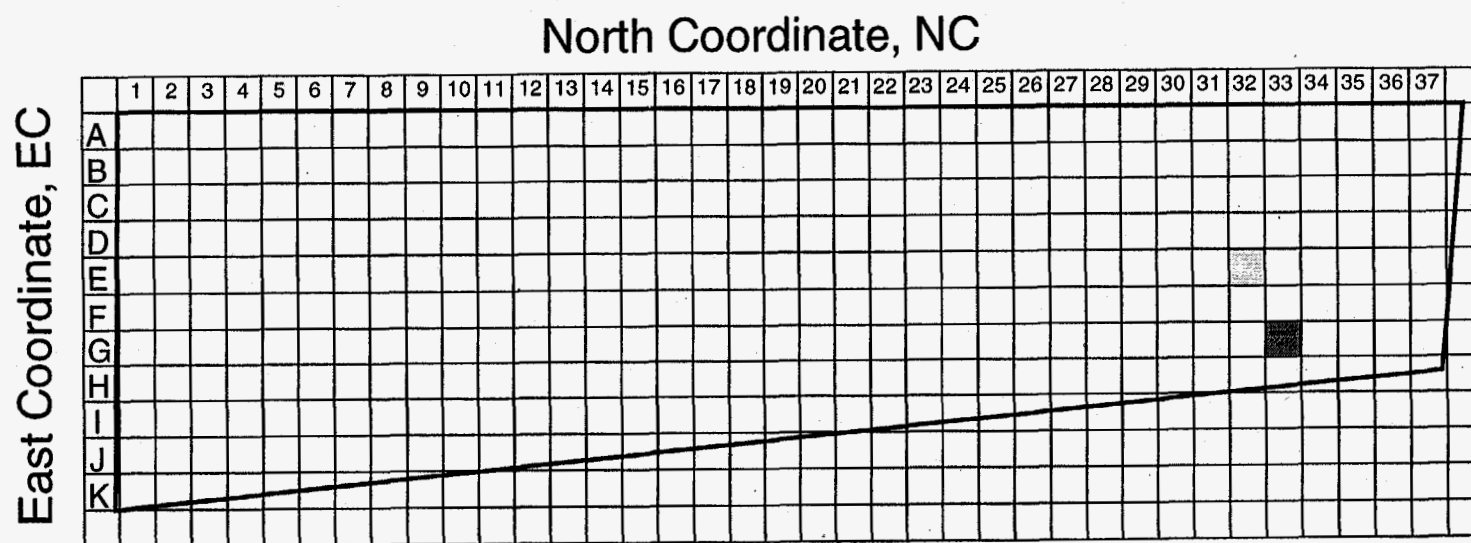 North Coordinate, NC
1 2 3 4 5 6 7 8 9 10 11 12 13 14 15 16 17 18 19 20 21 22 23 24 25 26 27 28 29 30 31 32 33 34 35 36 37
East Coordinate, EC
A
B
C
D
E
F
G
H
I
J
K